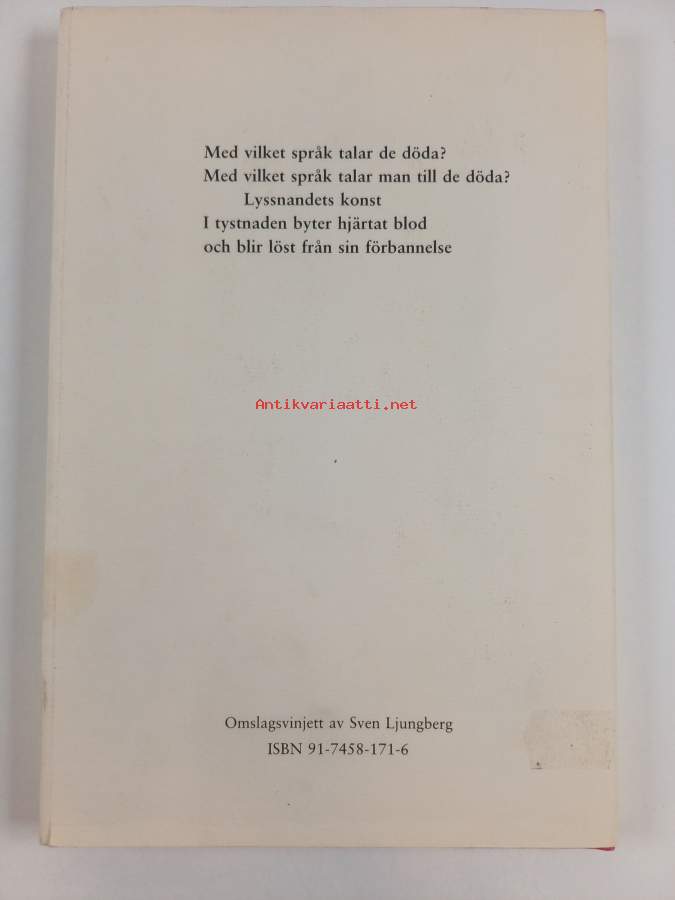 Med vilket språk talar de döda?
Med vilket språk talar man till de döda?
Lyssnandets konst
I tystnaden byter hjärtat blod
och blir löst från sin förbannelse
Antikvariaatti.net
Omslagsvinjett av Sven Ljungberg
ISBN 91-7458-171-6